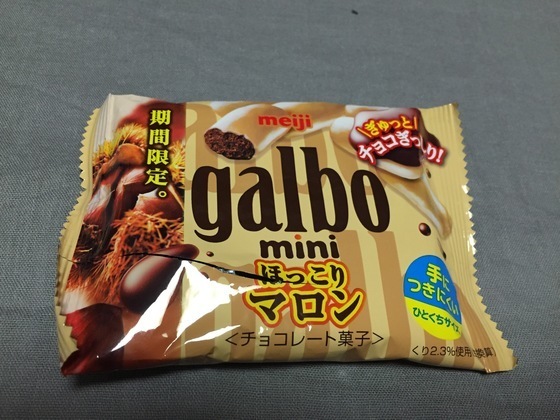 期間限定。
meiji
ぎゅっと
チョコぎっしり!
galbo
mini
ほっこり
マロン
<チョコレート菓子>
手に
つきにくい
ひとくちサイズ
くり2.3%使用
換算